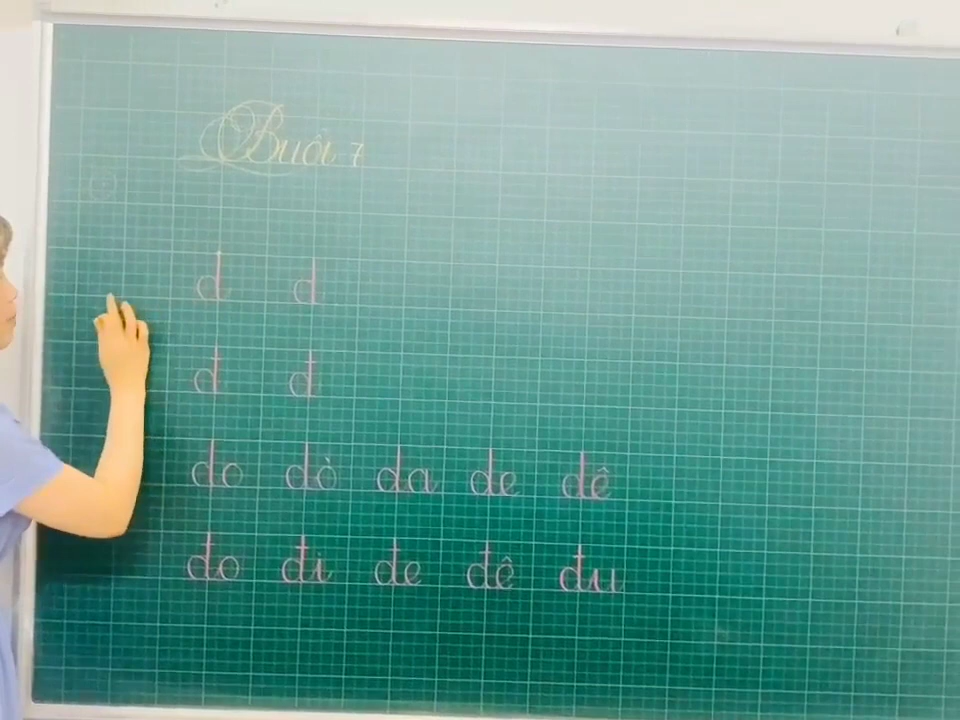 Buổi 7
d d
đ đ
do dò da de dê
đo đi đe đê đu